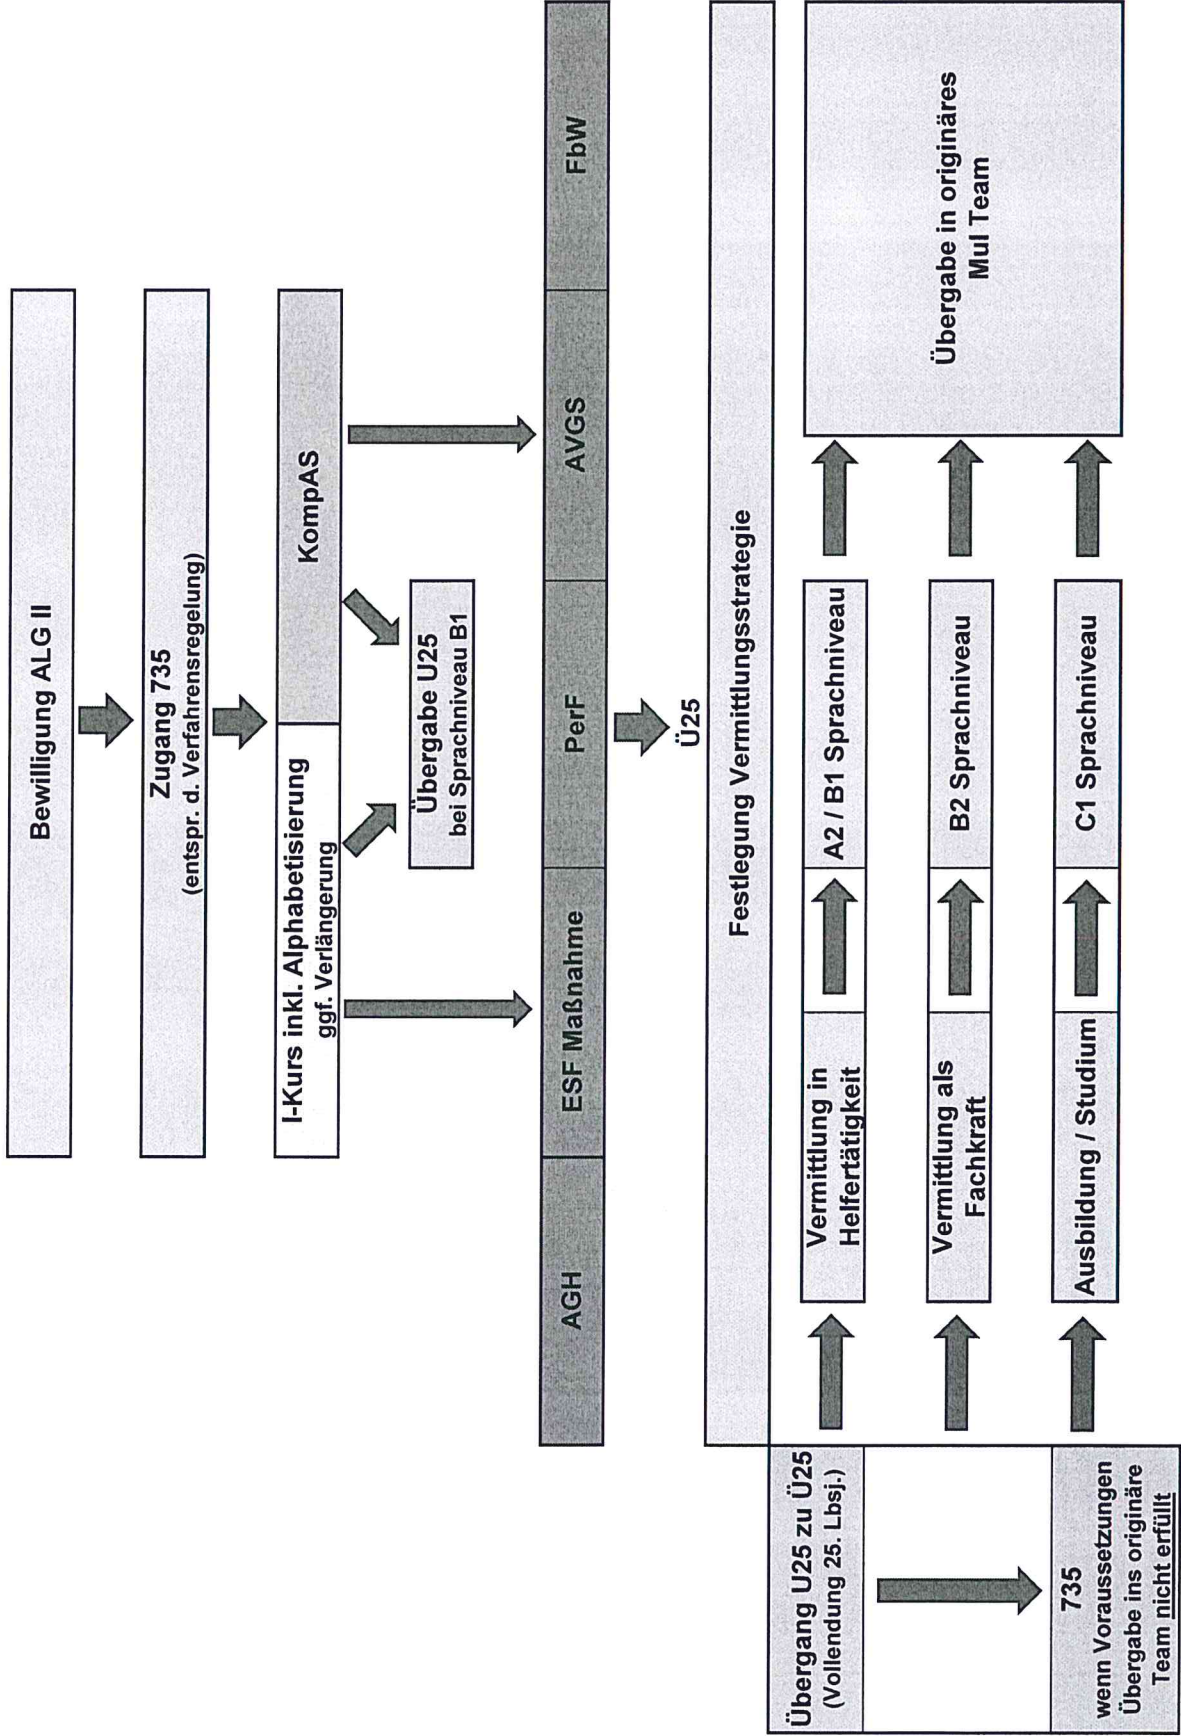 Bewilligung ALG II
Zugang 735
(entspr. d. Verfahrensregelung)
I-Kurs inkl. Alphabetisierung
ggf. Verlängerung
KompAS
Übergabe U25
bei Sprachniveau B1
AGH
ESF Maßnahme
PerF
AVGS
FbW
Ü25
Festlegung Vermittlungsstrategie
Übergang U25 zu Ü25
(Vollendung 25. Lbsj.)
Vermittlung in
Helfertätigkeit
A2 / B1 Sprachniveau
Vermittlung als
Fachkraft
B2 Sprachniveau
Ausbildung / Studium
C1 Sprachniveau
Übergabe in originäres
MuI Team
735
wenn Voraussetzungen
Übergabe ins originäre
Team nicht erfüllt